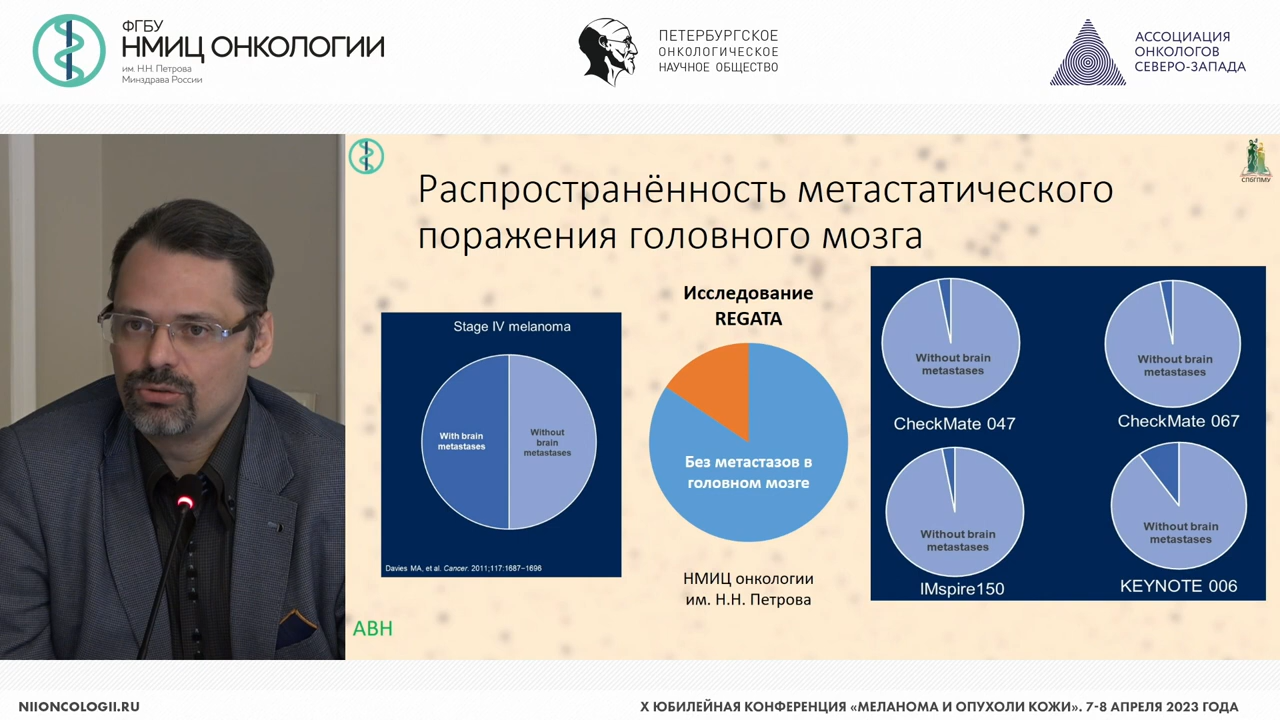 ФГБУ
НМИЦ ОНКОЛОГИИ
им. Н.Н. Петрова
Минздрава России
ПЕТЕРБУРГСКОЕ
ОНКОЛОГИЧЕСКОЕ
НАУЧНОЕ ОБЩЕСТВО
АССОЦИАЦИЯ
ОНКОЛОГОВ
СЕВЕРО-ЗАПАДА
СПбГПМУ
Распространённость метастатического
поражения головного мозга
Stage IV melanoma
With brain
metastases
Without
brain
metastases
Davies MA, et al. Cancer. 2011;117:1687–1696
Исследование
REGATA
Без метастазов в
головном мозге
НМИЦ онкологии
им. Н.Н. Петрова
Without brain
metastases
CheckMate 047
Without brain
metastases
CheckMate 067
Without brain
metastases
IMspire150
Without brain
metastases
KEYNOTE 006
АВН
NIIONCOLOGII.RU
X ЮБИЛЕЙНАЯ КОНФЕРЕНЦИЯ «МЕЛАНОМА И ОПУХОЛИ КОЖИ». 7-8 АПРЕЛЯ 2023 ГОДА